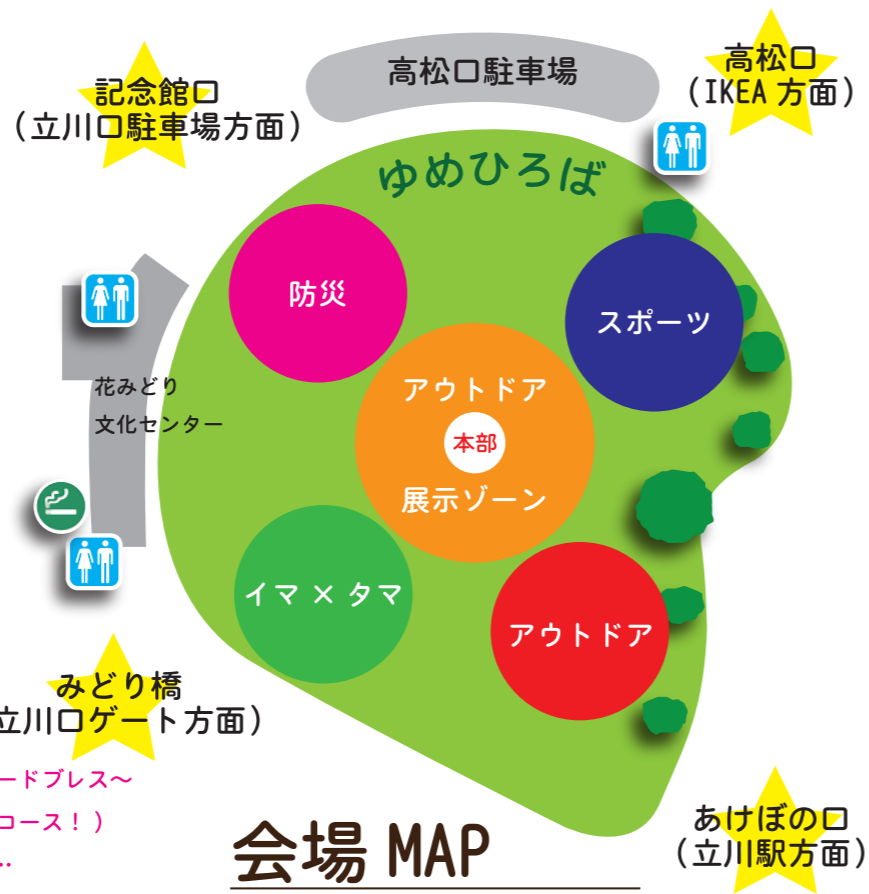 高松口駐車場
高松口
（IKEA 方面）
記念館口
（立川口駐車場方面）
ゆめひろば
防災
スポーツ
花みどり
文化センター
アウトドア
本部
展示ゾーン
イマ × タマ
アウトドア
みどり橋
立川口ゲート方面）
ードブレス〜
コース！）
..
あけぼの口
（立川駅方面）
会場 MAP